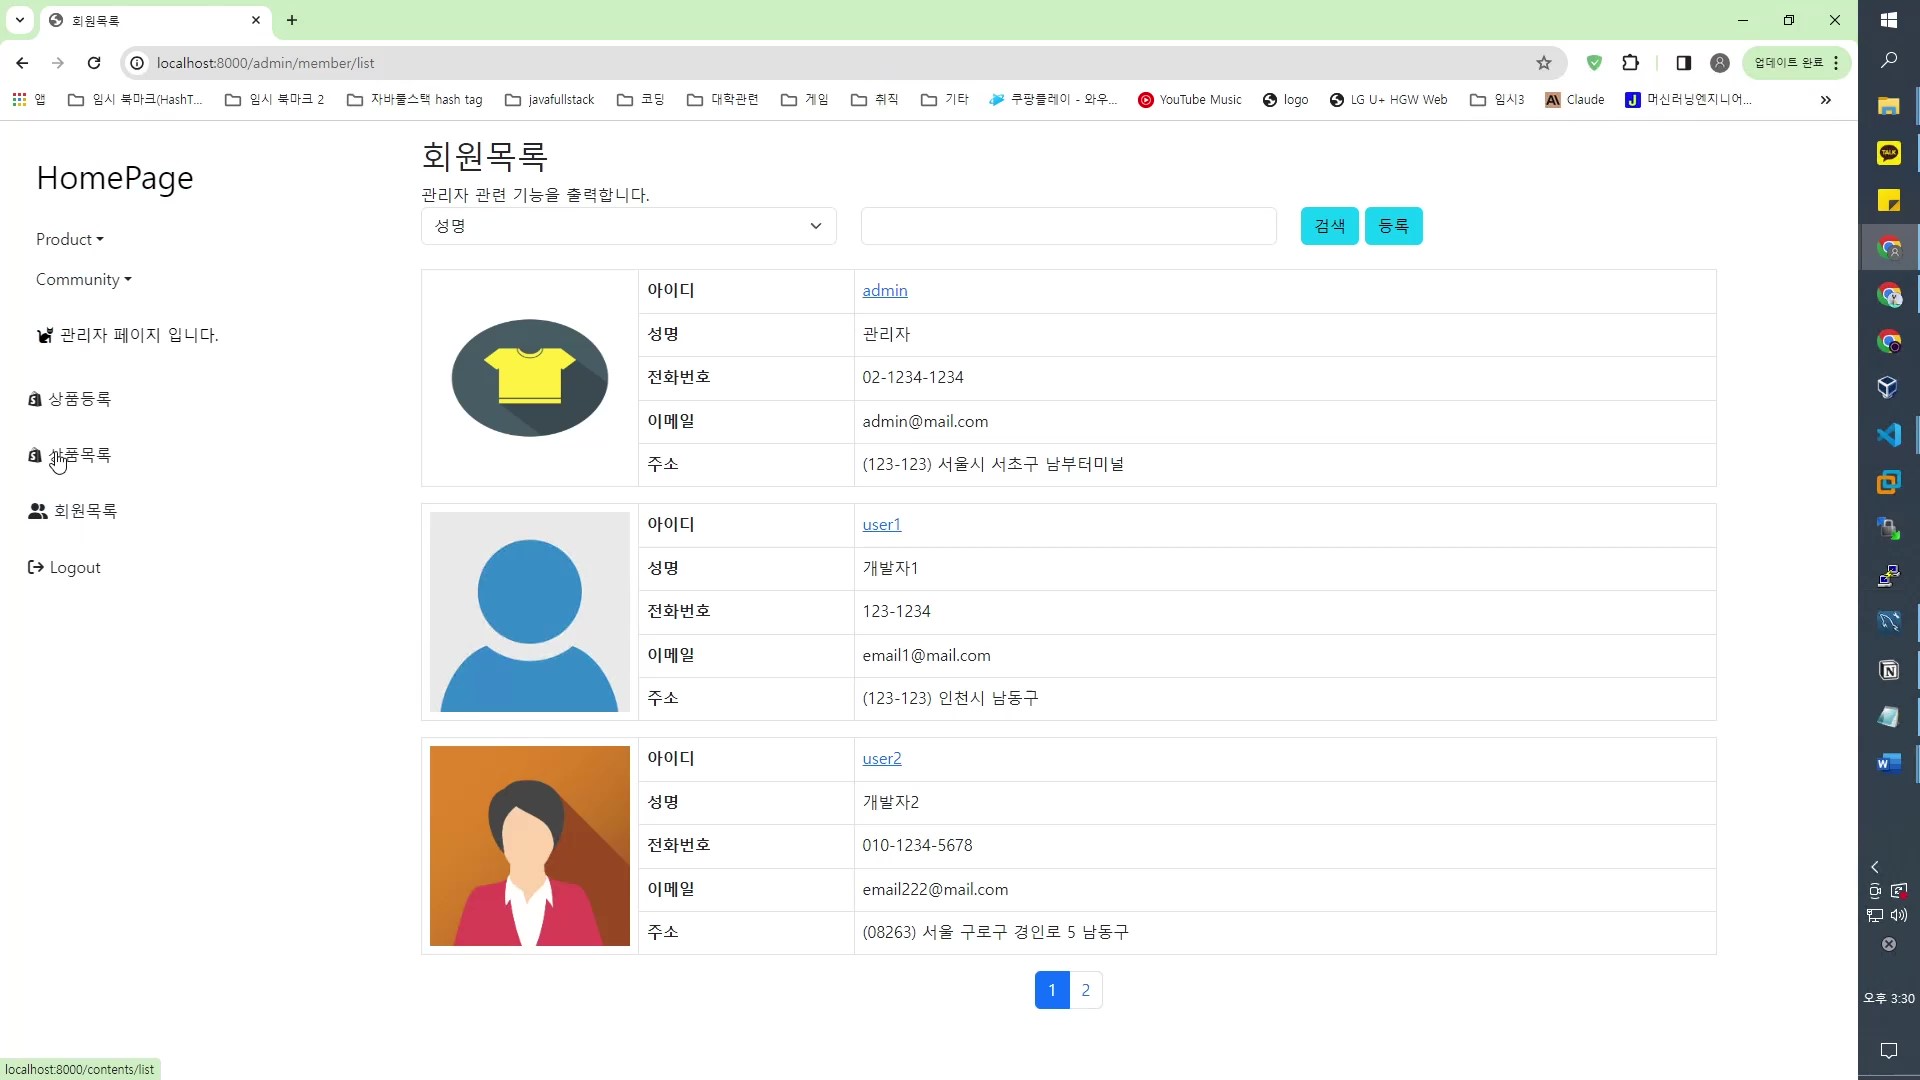 회원목록
localhost:8000/admin/member/list
업데이트 완료
앱 임시 북마크(HashT... 임시 북마크 2 자바풀스택 hash tag javafullstack 코딩 대학관련 게임 취직 기타 쿠팡플레이 - 와우... YouTube Music logo LG U+ HGW Web 임시3 Claude 머신러닝엔지니어... »
HomePage
Product
Community
관리자 페이지 입니다.
상품등록
상품목록
회원목록
Logout
회원목록
관리자 관련 기능을 출력합니다.
성명 검색 등록
아이디 admin
성명 관리자
전화번호 02-1234-1234
이메일 admin@mail.com
주소 (123-123) 서울시 서초구 남부터미널
아이디 user1
성명 개발자1
전화번호 123-1234
이메일 email1@mail.com
주소 (123-123) 인천시 남동구
아이디 user2
성명 개발자2
전화번호 010-1234-5678
이메일 email222@mail.com
주소 (08263) 서울 구로구 경인로 5 남동구
1 2
localhost:8000/contents/list
TALK
오후 3:30